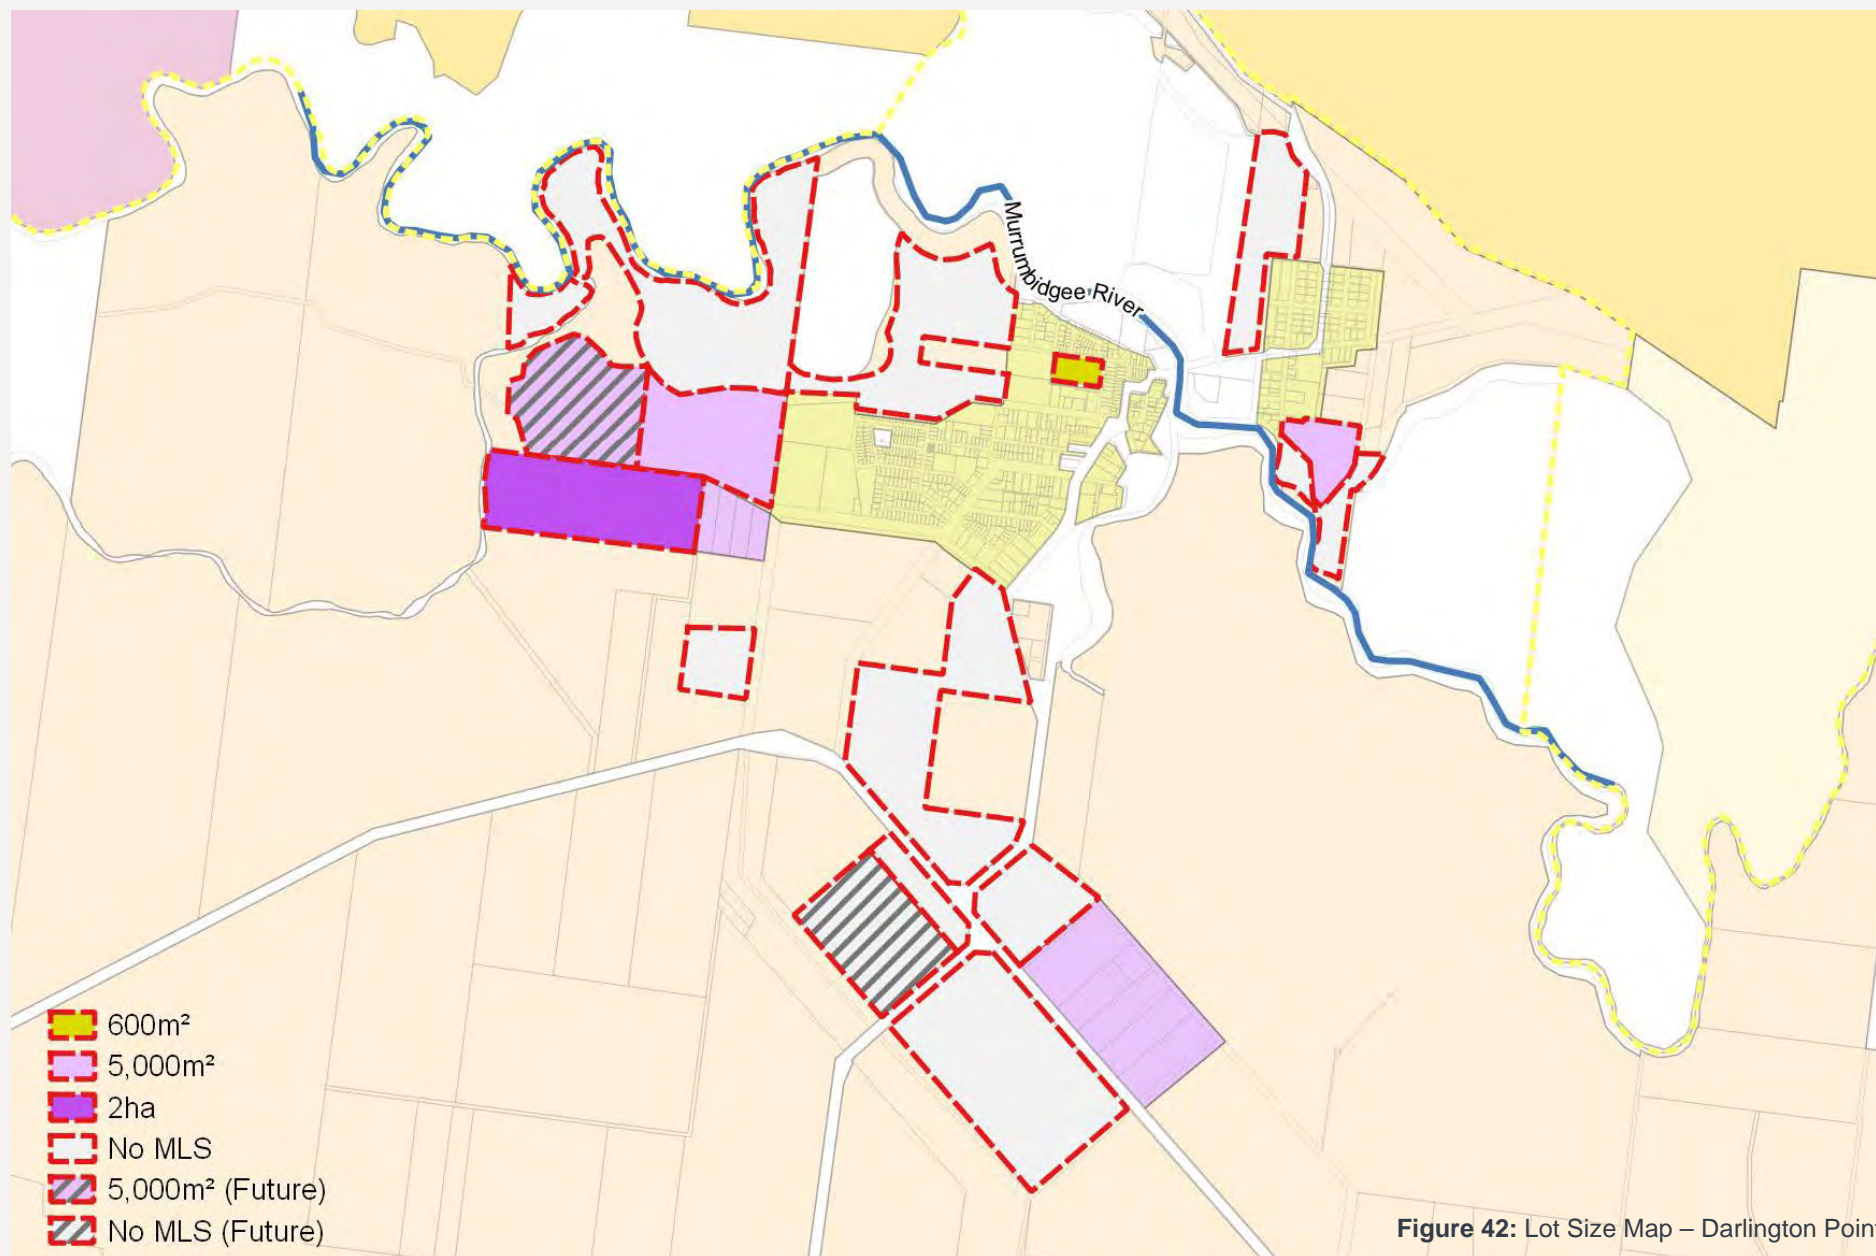 Murrumbidgee River
600m²
5,000m²
2ha
No MLS
5,000m² (Future)
No MLS (Future)
Figure 42: Lot Size Map – Darlington Poin